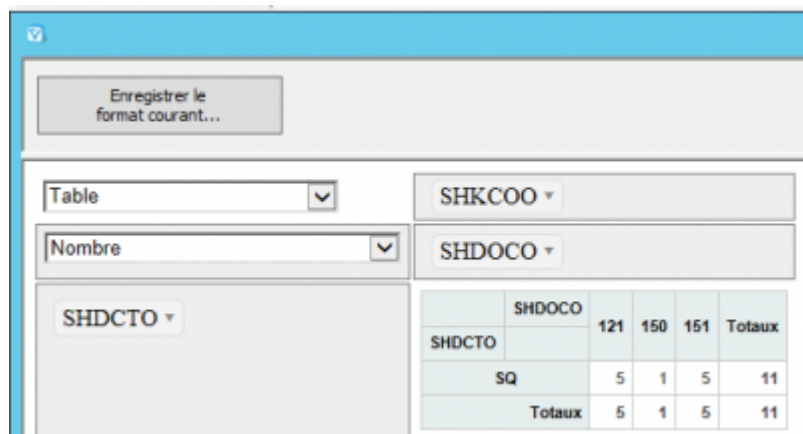 Enregistrer le
format courant...
Table
SHKCOO
Nombre
SHDOCO
SHDCTO
SHDOCO 121 150 151 Totaux
SHDCTO
SQ 5 1 5 11
Totaux 5 1 5 11